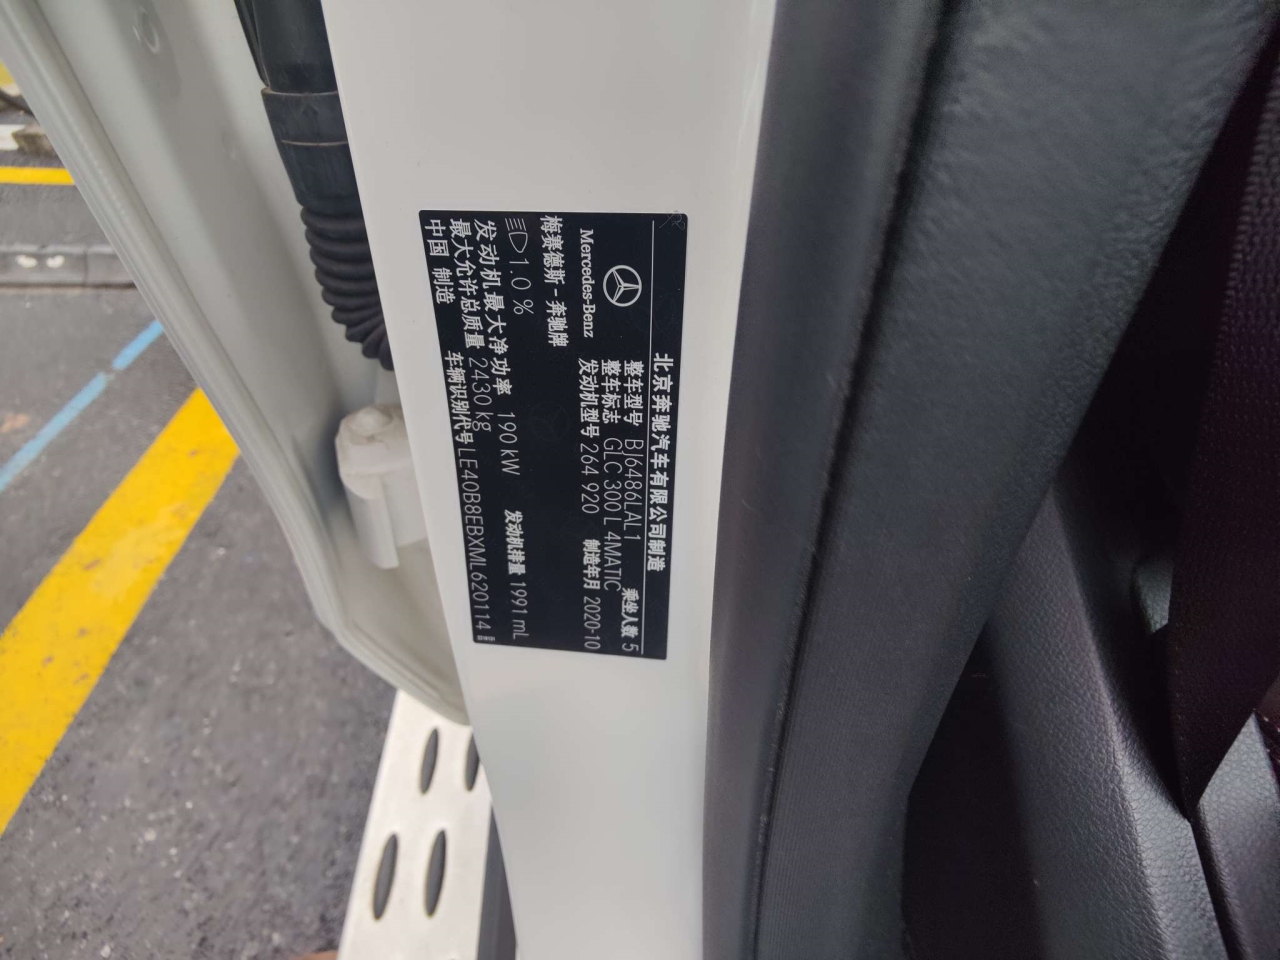 北京奔驰汽车有限公司制造
Mercedes-Benz
整车型号 BJ6486LAL1 乘坐人数 5
整车标志 GLC 300 L 4MATIC
发动机型号 264 920 制造年月 2020-10
梅赛德斯-奔驰牌
1.0 %
发动机最大净功率 190 kW 发动机排量 1991 mL
最大允许总质量 2430 kg
中国 制造 车辆识别代号 LE40B8EBXML620114